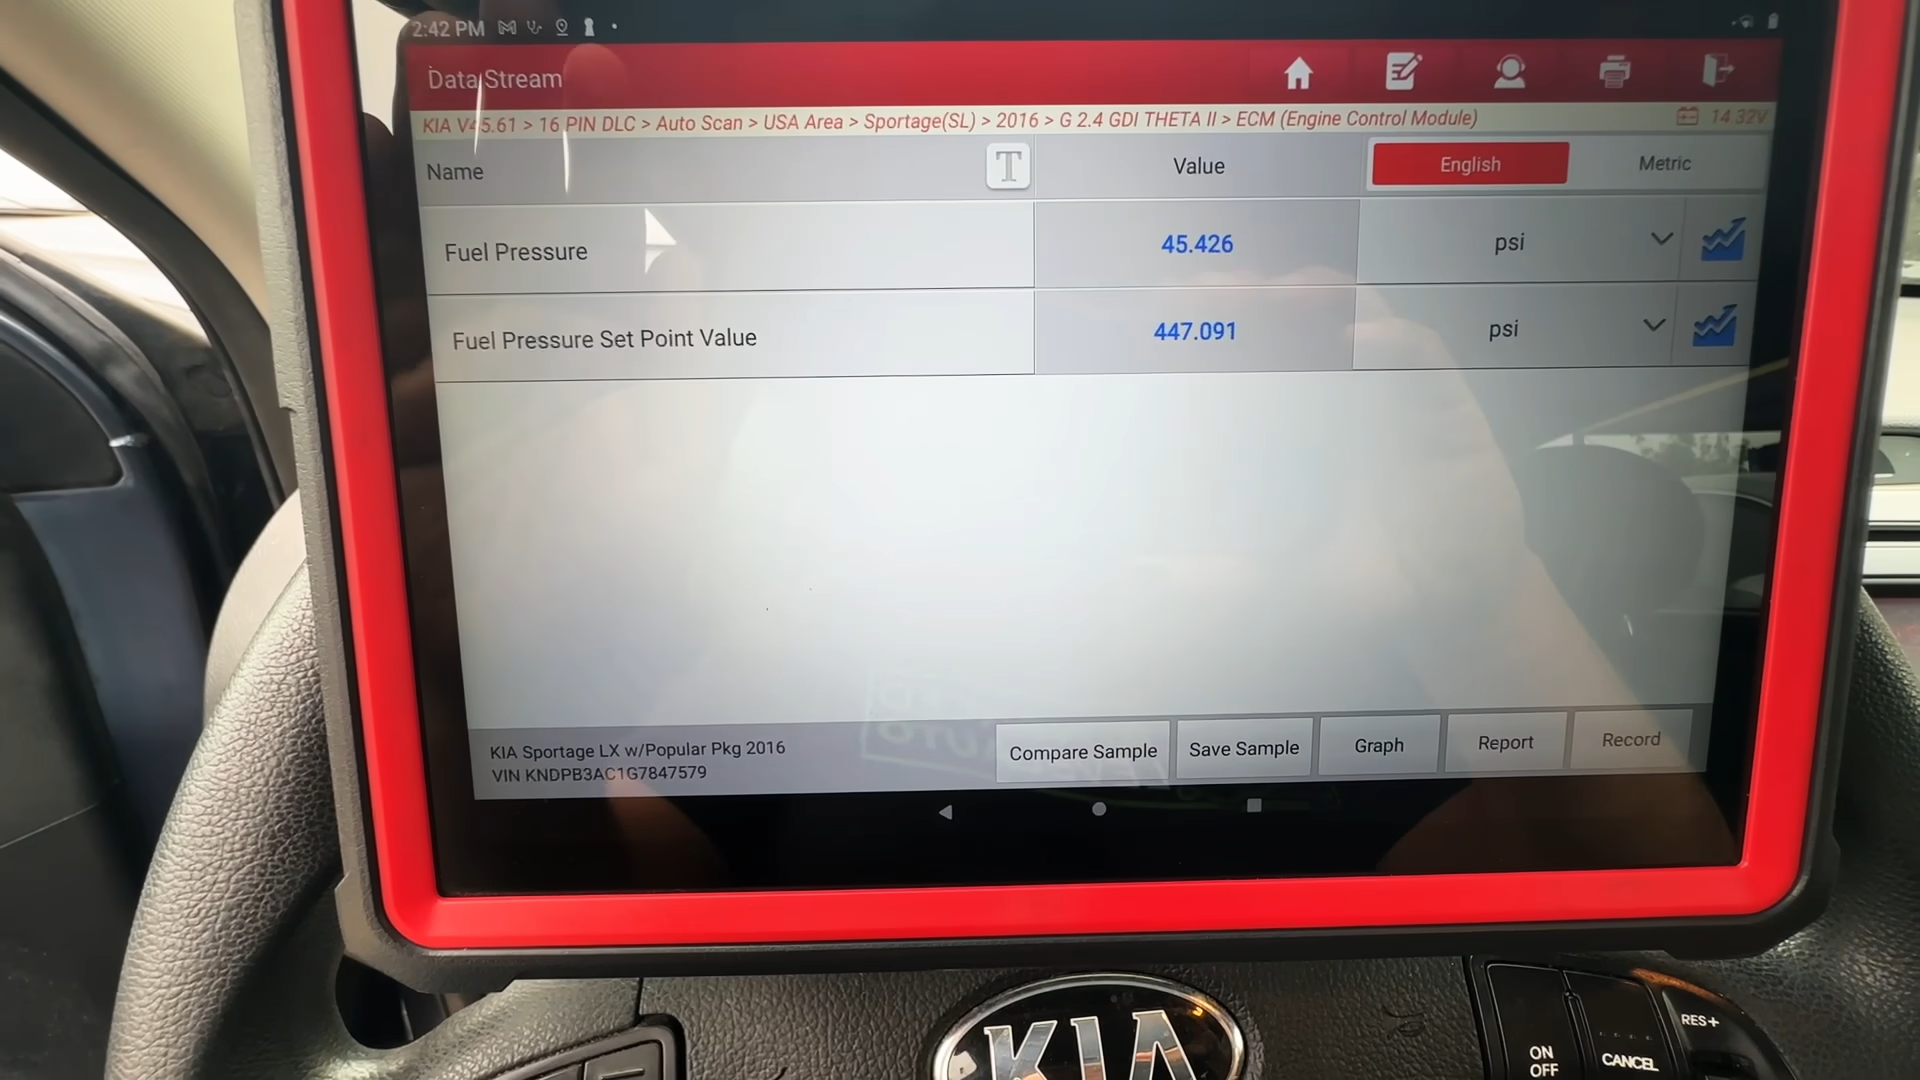 2:42 PM
Data Stream
KIA V45.61 > 16 PIN DLC > Auto Scan > USA Area > Sportage(SL) > 2016 > G 2.4 GDI THETA II > ECM (Engine Control Module) 14.32V
Name T Value English Metric
Fuel Pressure 45.426 psi
Fuel Pressure Set Point Value 447.091 psi
KIA Sportage LX w/Popular Pkg 2016
VIN KNDPB3AC1G7847579
Compare Sample Save Sample Graph Report Record
KIA
ON
OFF
CANCEL
RES+